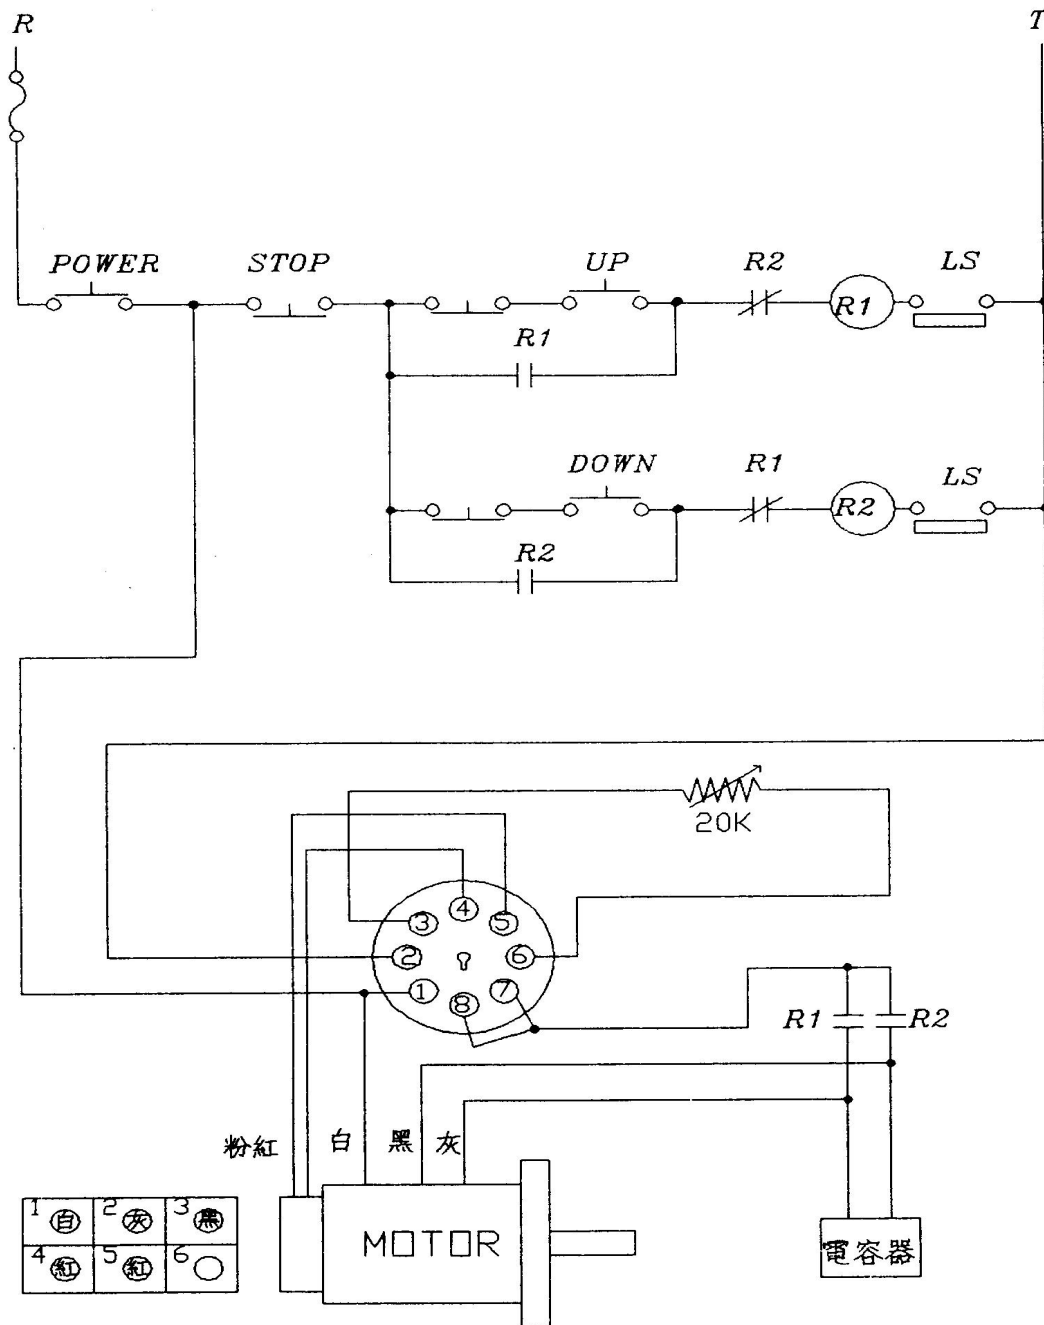 R T
POWER STOP UP R2 LS
R1
R1
DOWN R1 LS
R2
R2
20K
3 4 5
2 6
1 8 7
R1 R2
粉紅 白 黑 灰
1 白 2 灰 3 黑
4 紅 5 紅 6
MOTOR
電容器